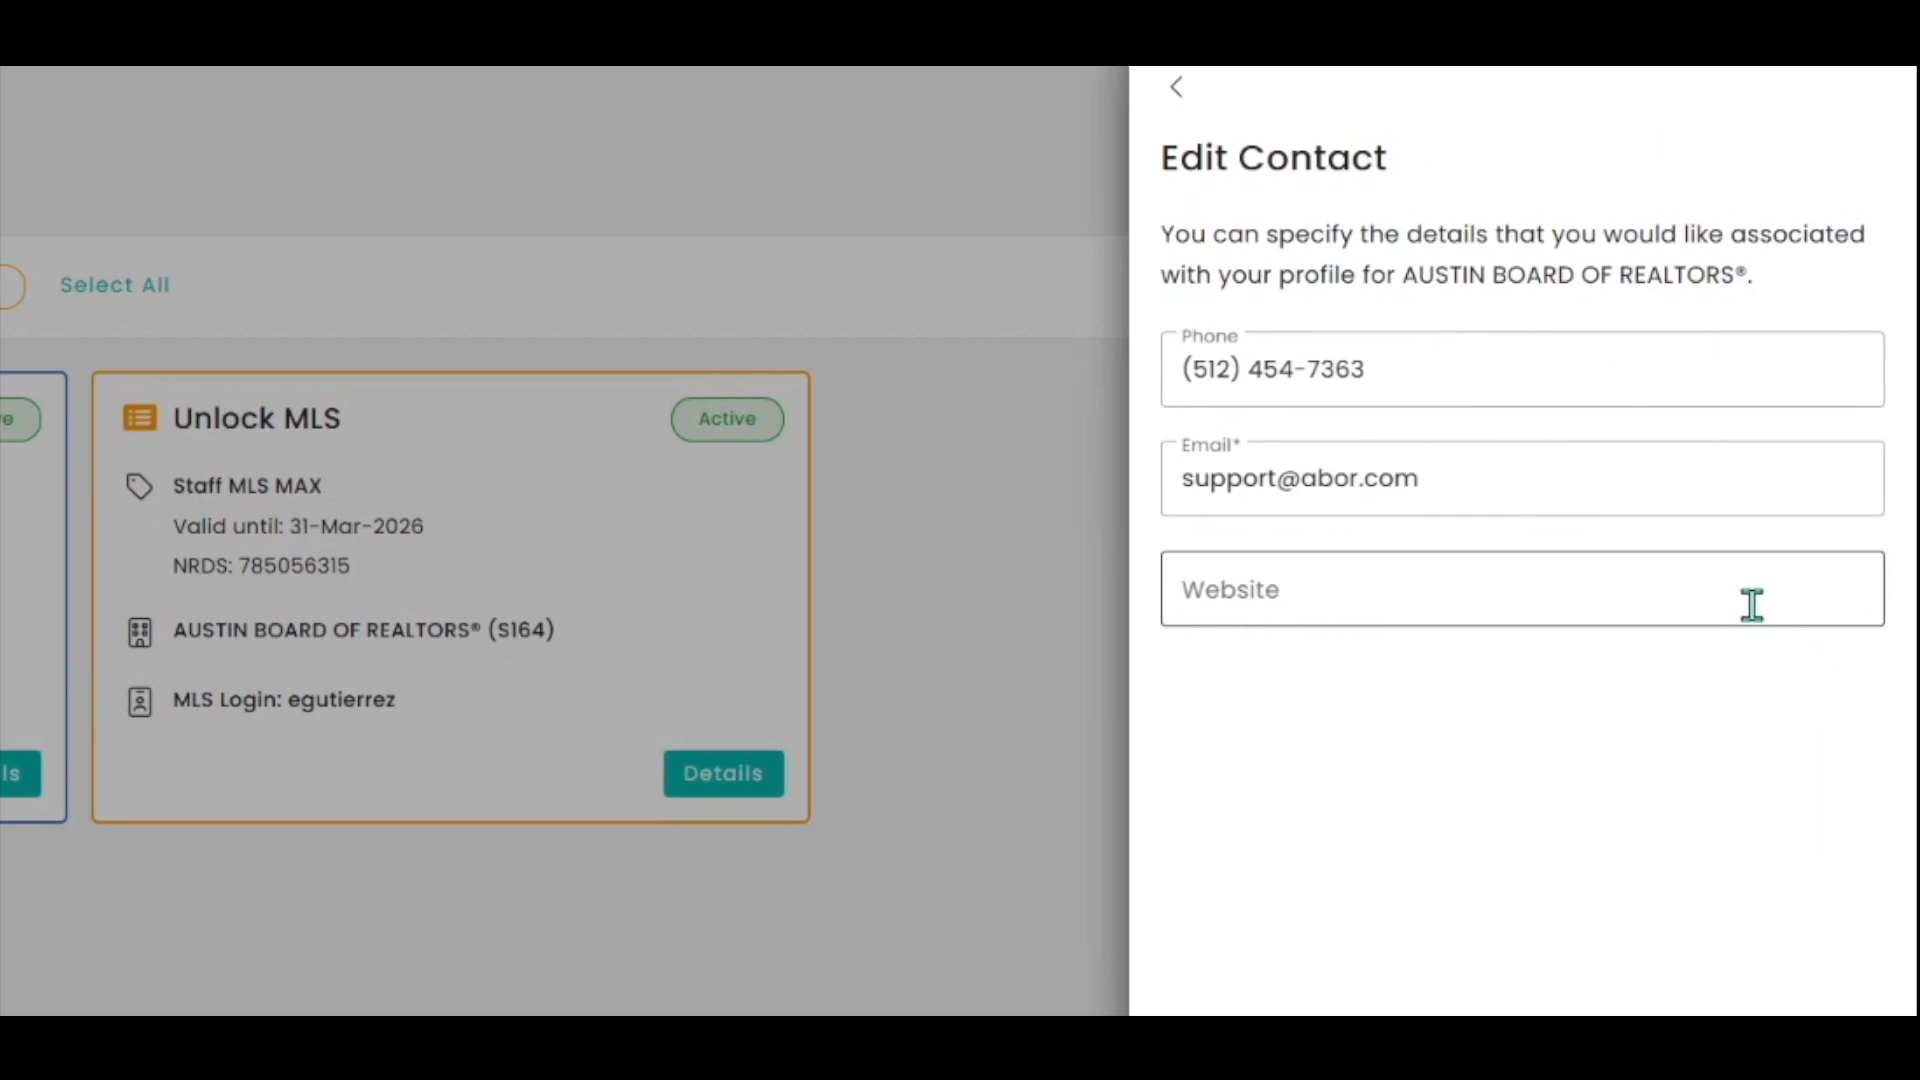 Select All
e
ls
Unlock MLS
Active
Staff MLS MAX
Valid until: 31-Mar-2026
NRDS: 785056315
AUSTIN BOARD OF REALTORS® (S164)
MLS Login: egutierrez
Details
Edit Contact
You can specify the details that you would like associated
with your profile for AUSTIN BOARD OF REALTORS®.
Phone
(512) 454-7363
Email*
support@abor.com
Website